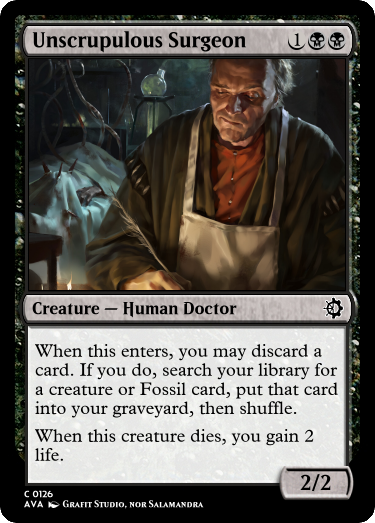 Unscrupulous Surgeon 1
Creature — Human Doctor
When this enters, you may discard a
card. If you do, search your library for
a creature or Fossil card, put that card
into your graveyard, then shuffle.
When this creature dies, you gain 2
life.
2/2
C 0126
AVA Grafit Studio, nor Salamandra